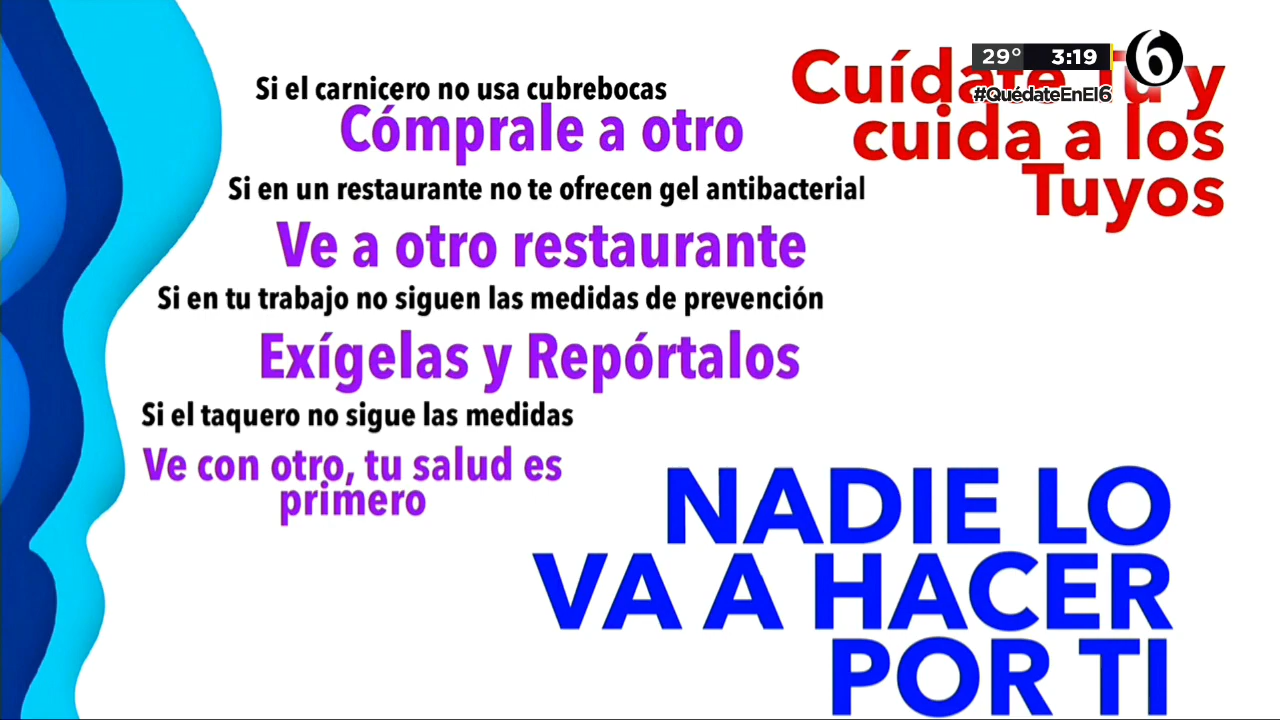 29° 3:19 6
#QuédateEnEl6
Cuídate Tú y
cuida a los
Tuyos
Si el carnicero no usa cubrebocas
Cómprale a otro
Si en un restaurante no te ofrecen gel antibacterial
Ve a otro restaurante
Si en tu trabajo no siguen las medidas de prevención
Exígelas y Repórtalos
Si el taquero no sigue las medidas
Ve con otro, tu salud es
primero
NADIE LO
VA A HACER
POR TI